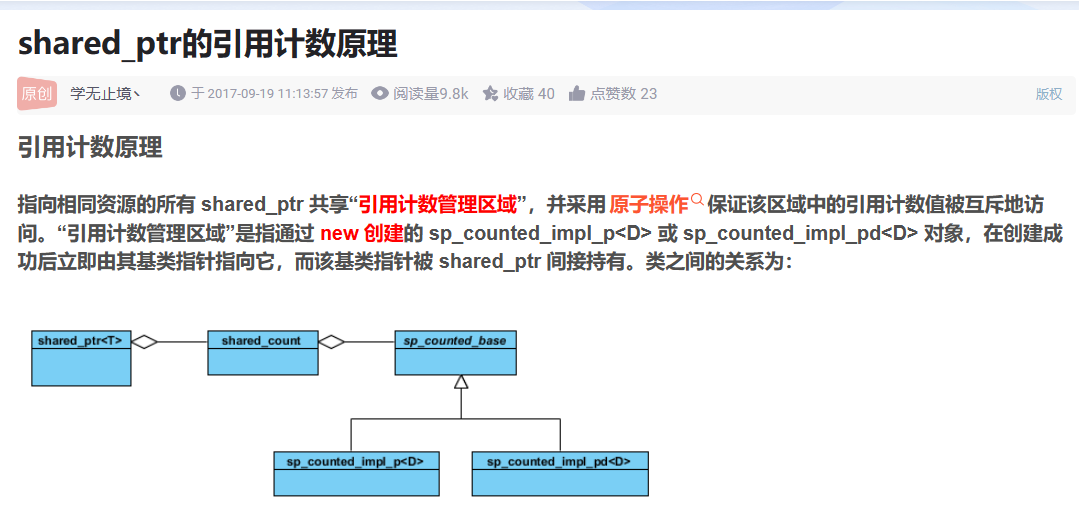 shared_ptr的引用计数原理
原创 学无止境丶 于 2017-09-19 11:13:57 发布 阅读量9.8k 收藏 40 点赞数 23 版权
引用计数原理
指向相同资源的所有 shared_ptr 共享“引用计数管理区域”，并采用 原子操作 保证该区域中的引用计数值被互斥地访
问。“引用计数管理区域”是指通过 new 创建的 sp_counted_impl_p<D> 或 sp_counted_impl_pd<D> 对象，在创建成
功后立即由其基类指针指向它，而该基类指针被 shared_ptr 间接持有。类之间的关系为：
shared_ptr<T> shared_count sp_counted_base
sp_counted_impl_p<D> sp_counted_impl_pd<D>